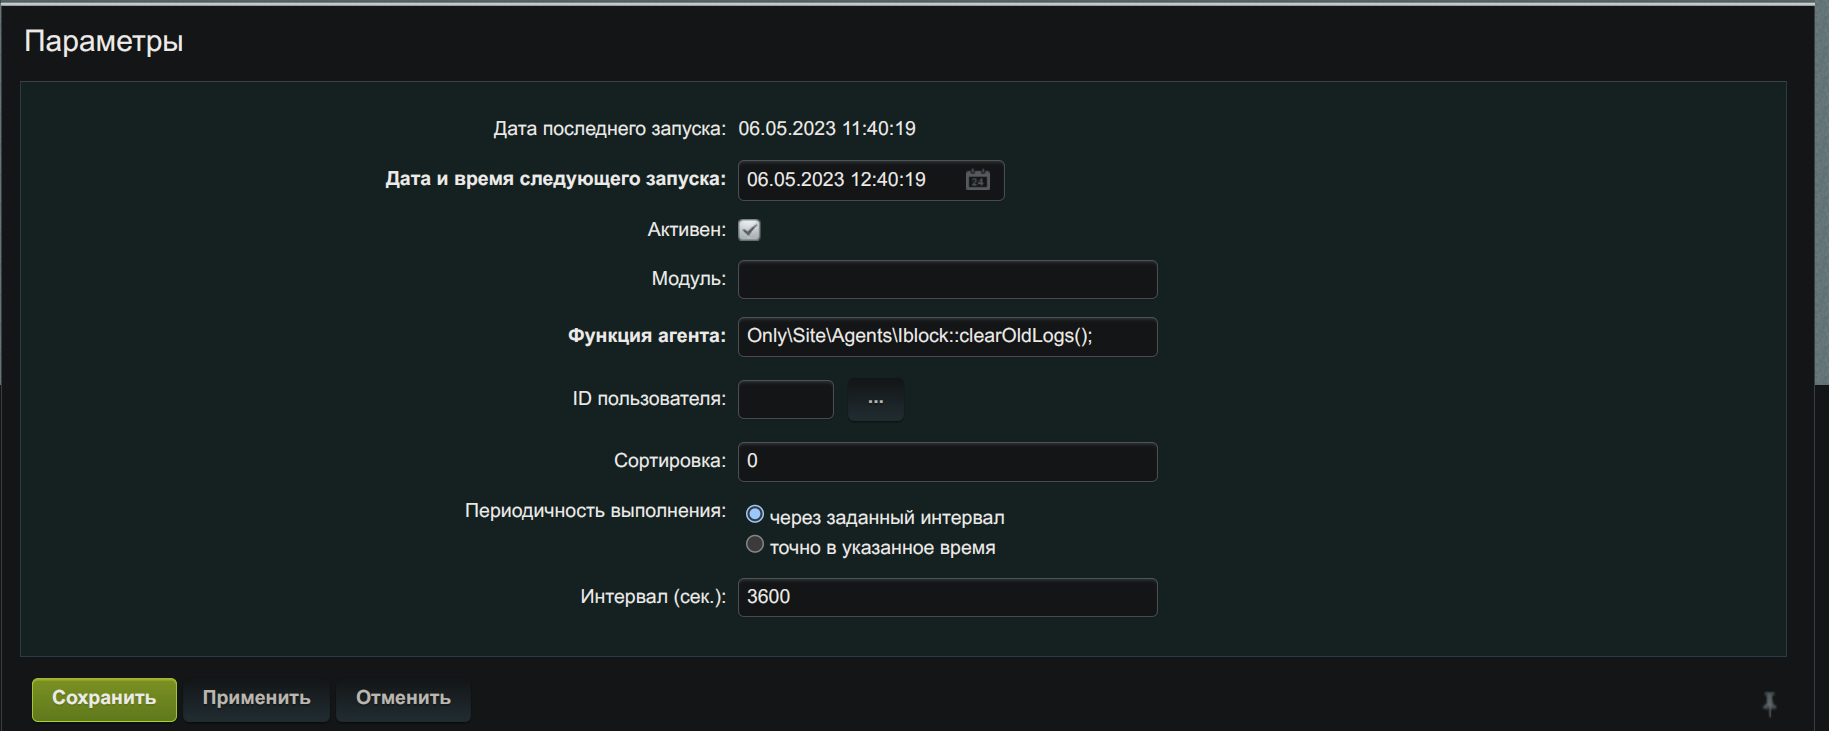 Параметры
Дата последнего запуска: 06.05.2023 11:40:19
Дата и время следующего запуска: 06.05.2023 12:40:19 24
Активен:
Модуль:
Функция агента: Only\Site\Agents\Iblock::clearOldLogs();
ID пользователя: ...
Сортировка: 0
Периодичность выполнения: через заданный интервал
точно в указанное время
Интервал (сек.): 3600
Сохранить Применить Отменить